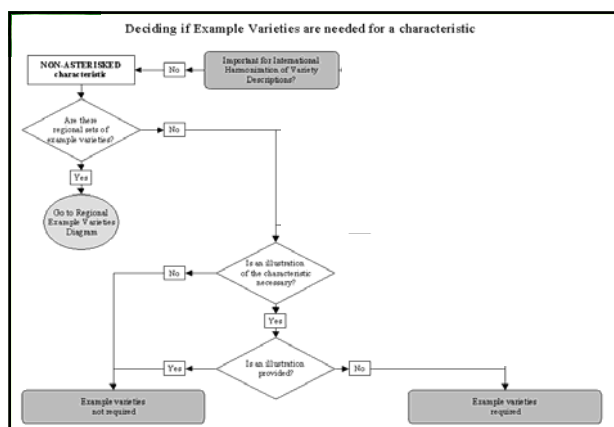 Deciding if Example Varieties are needed for a characteristic
NON-ASTERISKED
characteristic
No
Important for International
Harmonization of Variety
Descriptions?
Are there
regional sets of
example varieties?
No
Yes
Go to Regional
Example Varieties
Diagram
No
Is an illustration
of the characteristic
necessary?
Yes
Yes
Is an illustration
provided?
No
Example varieties
not required
Example varieties
required